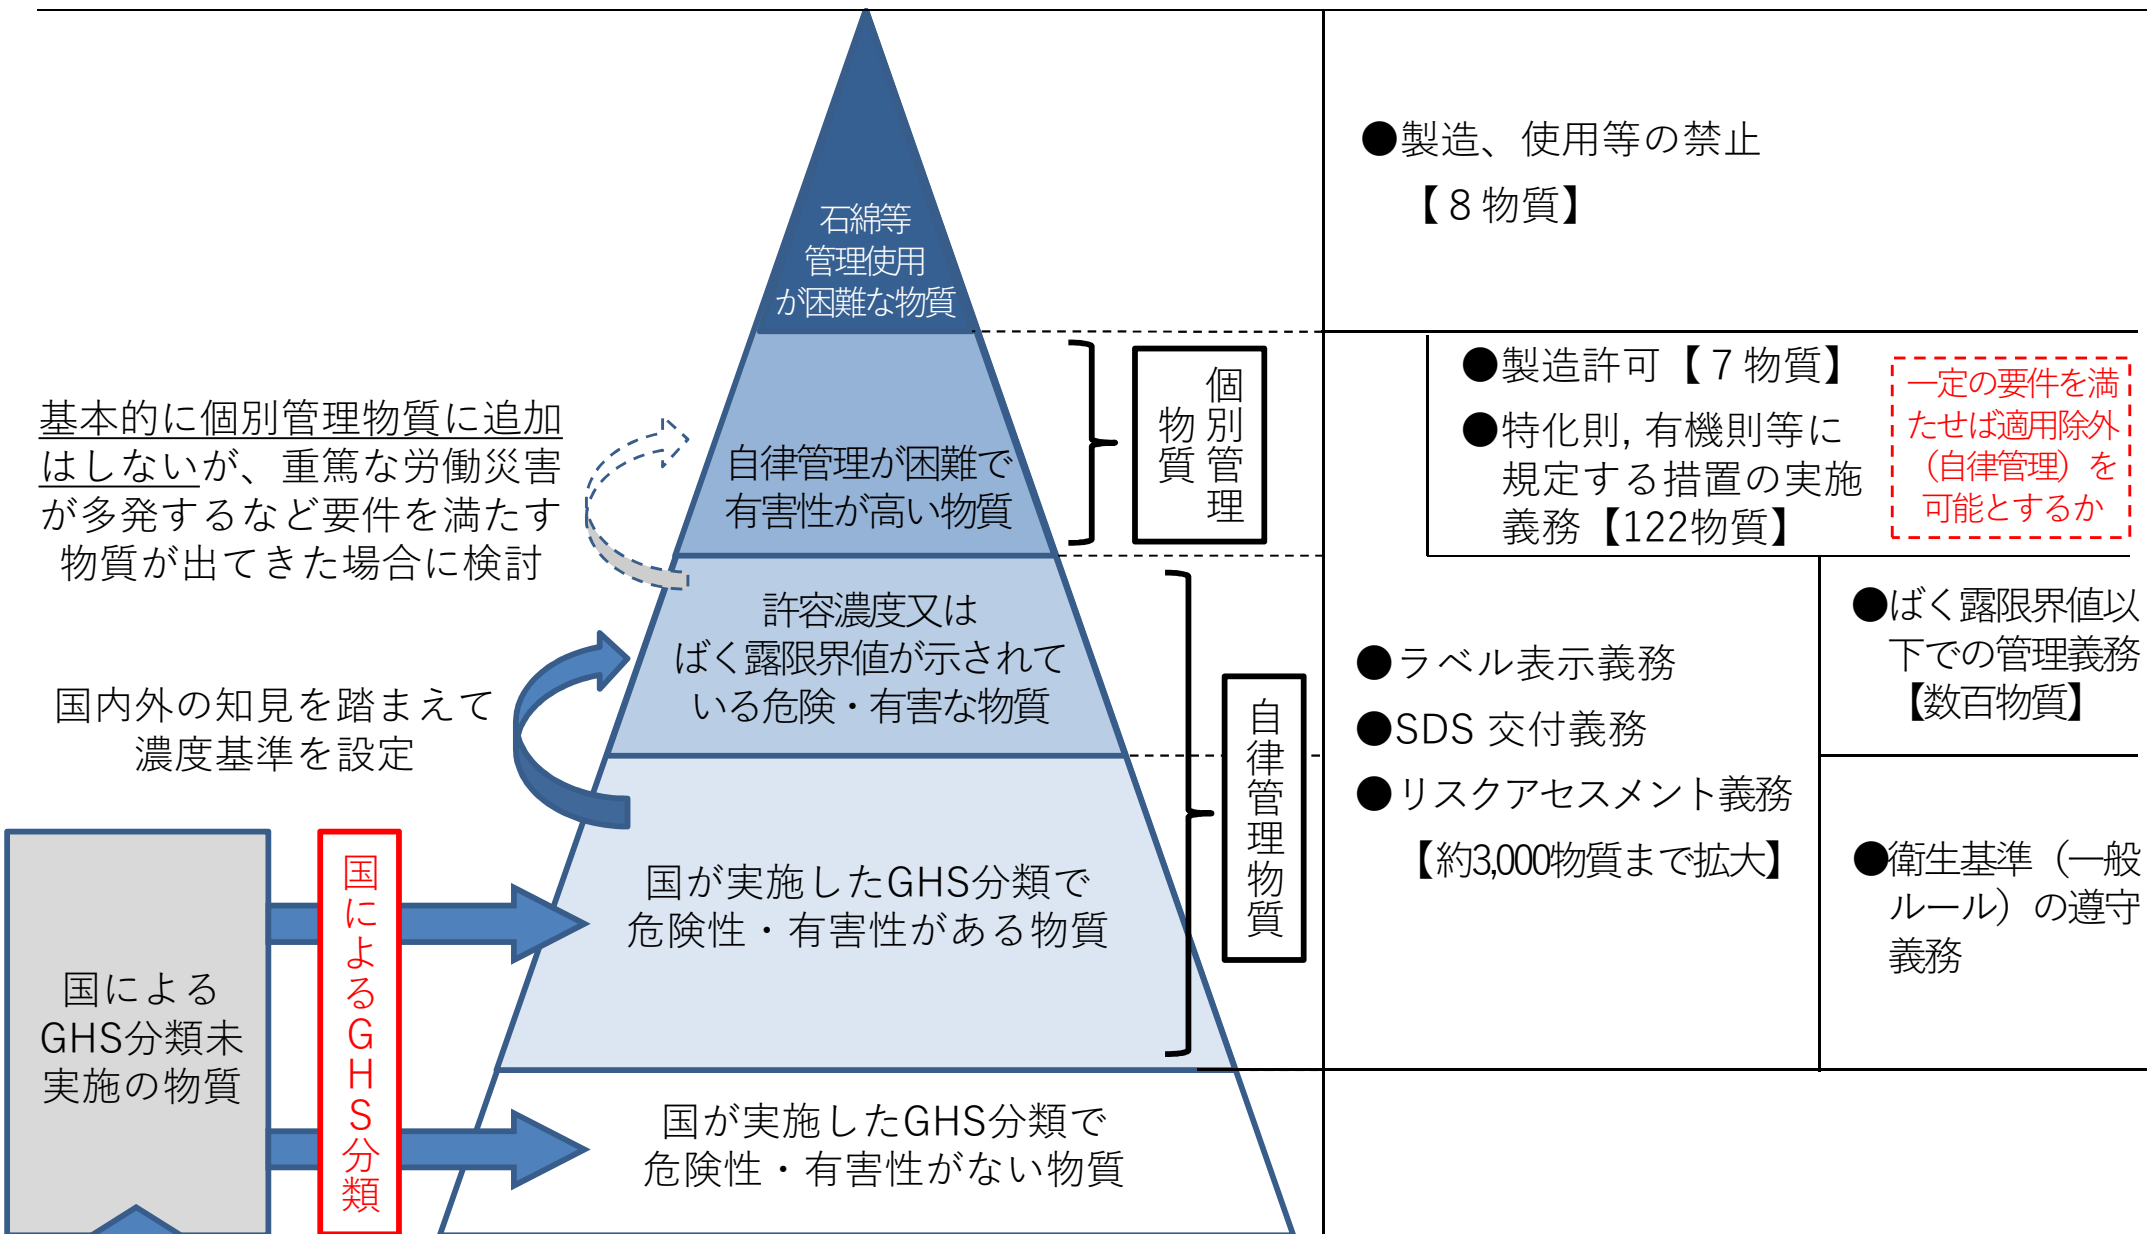 石綿等
管理使用
が困難な物質
●製造、使用等の禁止
【８物質】
基本的に個別管理物質に追加
はしないが、重篤な労働災害
が多発するなど要件を満たす
物質が出てきた場合に検討
自律管理が困難で
有害性が高い物質
個別管理
物質
●製造許可【７物質】
●特化則, 有機則等に
規定する措置の実施
義務【122物質】
一定の要件を満
たせば適用除外
（自律管理）を
可能とするか
国内外の知見を踏まえて
濃度基準を設定
許容濃度又は
ばく露限界値が示されて
いる危険・有害な物質
自律管理物質
●ラベル表示義務
●SDS 交付義務
●リスクアセスメント義務
【約3,000物質まで拡大】
●ばく露限界値以
下での管理義務
【数百物質】
●衛生基準（一般
ルール）の遵守
義務
国による
GHS分類未
実施の物質
国によるGHS分類
国が実施したGHS分類で
危険性・有害性がある物質
国が実施したGHS分類で
危険性・有害性がない物質